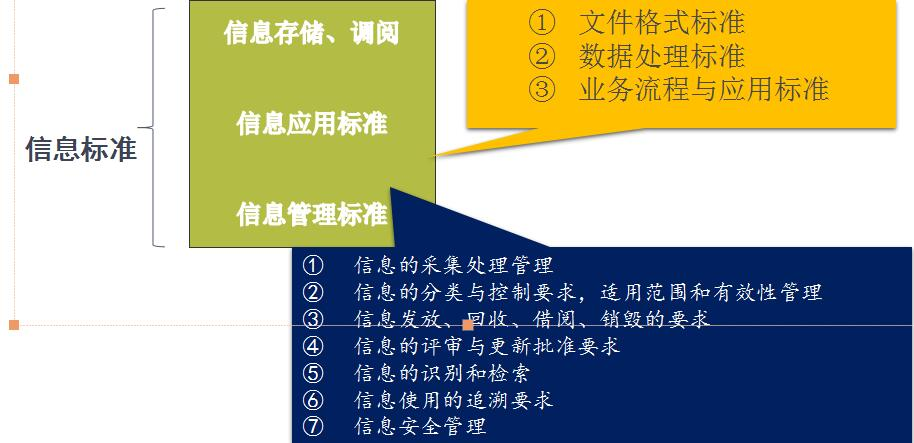 信息标准
信息存储、调阅
信息应用标准
信息管理标准
① 文件格式标准
② 数据处理标准
③ 业务流程与应用标准
① 信息的采集处理管理
② 信息的分类与控制要求，适用范围和有效性管理
③ 信息发放、回收、借阅、销毁的要求
④ 信息的评审与更新批准要求
⑤ 信息的识别和检索
⑥ 信息使用的追溯要求
⑦ 信息安全管理